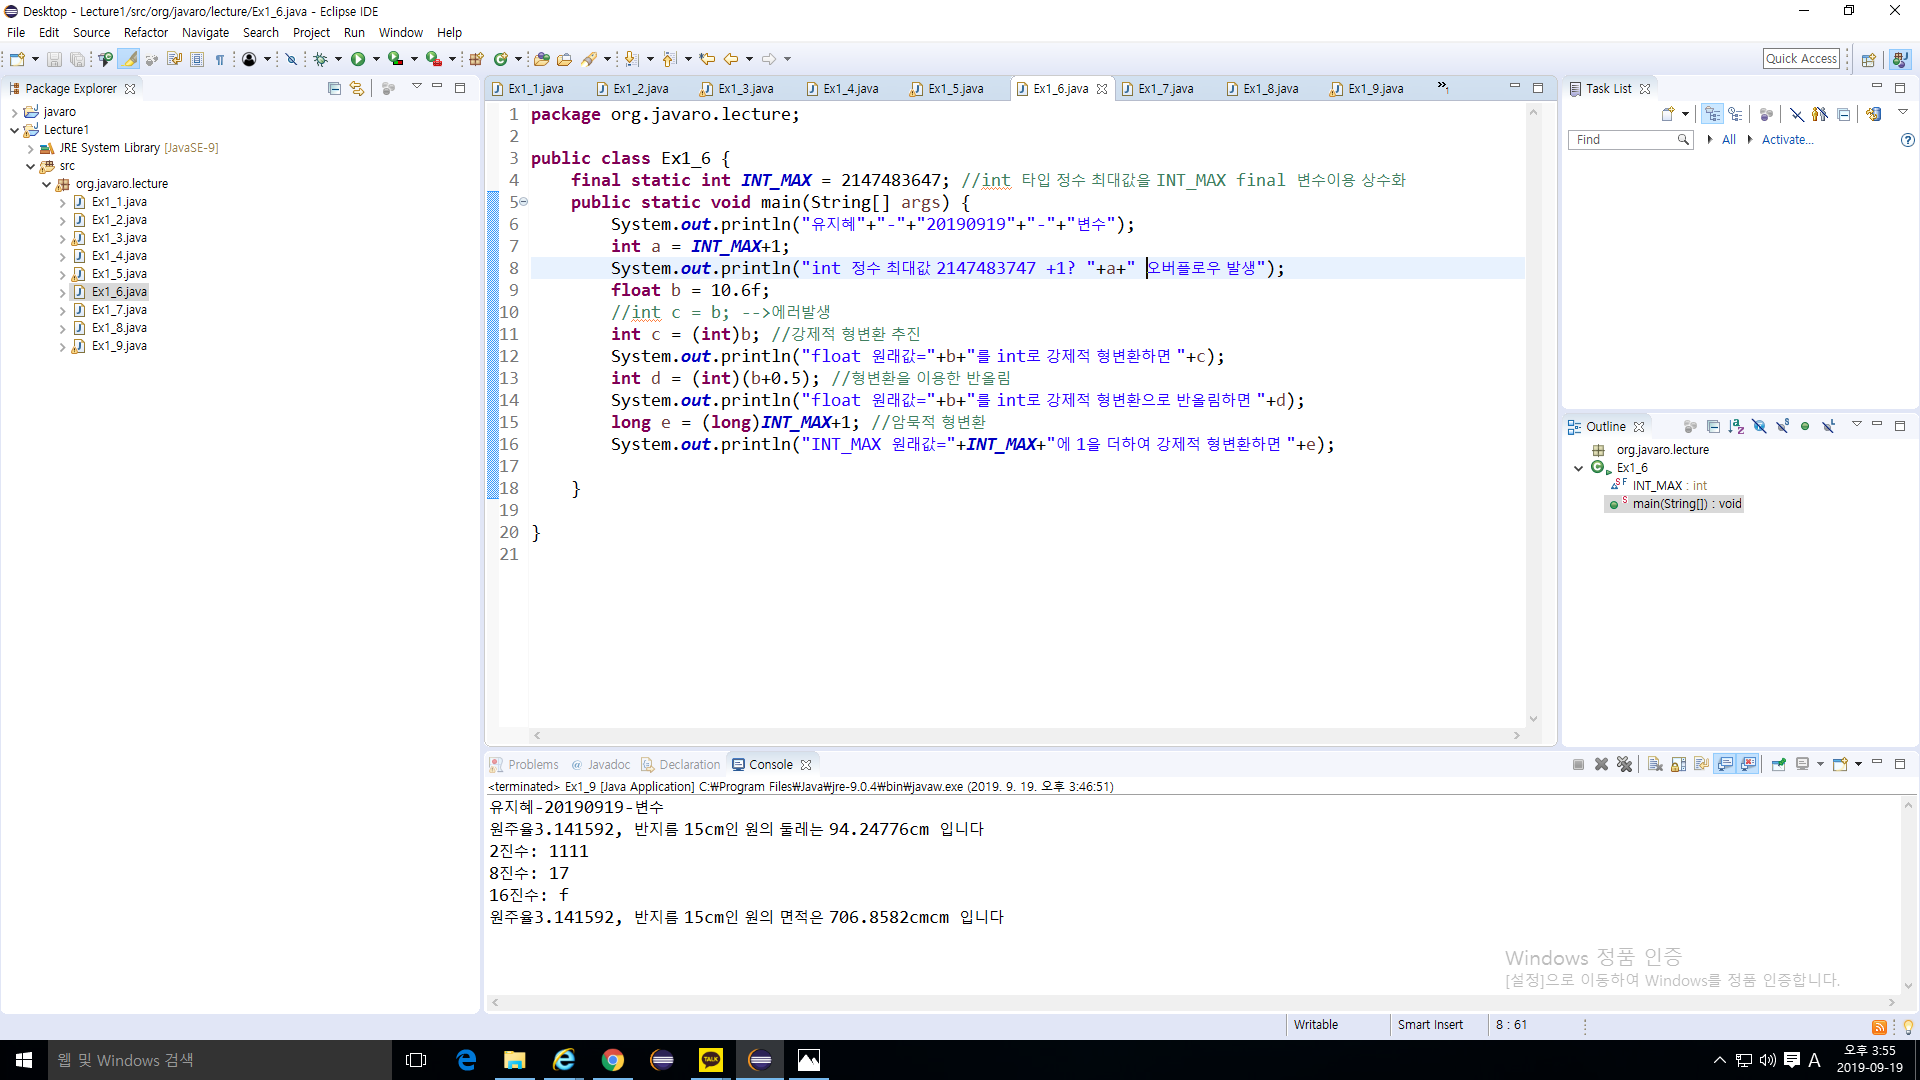 Desktop - Lecture1/src/org/javaro/lecture/Ex1_6.java - Eclipse IDE
File Edit Source Refactor Navigate Search Project Run Window Help
Quick Access
Package Explorer
javaro
Lecture1
JRE System Library [JavaSE-9]
src
org.javaro.lecture
Ex1_1.java
Ex1_2.java
Ex1_3.java
Ex1_4.java
Ex1_5.java
Ex1_6.java
Ex1_7.java
Ex1_8.java
Ex1_9.java
Ex1_1.java Ex1_2.java Ex1_3.java Ex1_4.java Ex1_5.java Ex1_6.java Ex1_7.java Ex1_8.java Ex1_9.java »1
1 package org.javaro.lecture;
2
3 public class Ex1_6 {
4 final static int INT_MAX = 2147483647; //int 타입 정수 최대값을 INT_MAX final 변수이용 상수화
5 public static void main(String[] args) {
6 System.out.println("유지혜"+"-"+"20190919"+"-"+"변수");
7 int a = INT_MAX+1;
8 System.out.println("int 정수 최대값 2147483747 +1? "+a+" 오버플로우 발생");
9 float b = 10.6f;
10 //int c = b; -->에러발생
11 int c = (int)b; //강제적 형변환 추진
12 System.out.println("float 원래값="+b+"를 int로 강제적 형변환하면 "+c);
13 int d = (int)(b+0.5); //형변환을 이용한 반올림
14 System.out.println("float 원래값="+b+"를 int로 강제적 형변환으로 반올림하면 "+d);
15 long e = (long)INT_MAX+1; //암묵적 형변환
16 System.out.println("INT_MAX 원래값="+INT_MAX+"에 1을 더하여 강제적 형변환하면 "+e);
17
18 }
19
20 }
21
Task List
Find All Activate...
Outline
org.javaro.lecture
Ex1_6
INT_MAX : int
main(String[]) : void
Problems @ Javadoc Declaration Console
<terminated> Ex1_9 [Java Application] C:₩Program Files₩Java₩jre-9.0.4₩bin₩javaw.exe (2019. 9. 19. 오후 3:46:51)
유지혜-20190919-변수
원주율3.141592, 반지름 15cm인 원의 둘레는 94.24776cm 입니다
2진수: 1111
8진수: 17
16진수: f
원주율3.141592, 반지름 15cm인 원의 면적은 706.8582cmcm 입니다
Windows 정품 인증
[설정]으로 이동하여 Windows를 정품 인증합니다.
Writable Smart Insert 8 : 61
웹 및 Windows 검색
TALK
A
오후 3:55
2019-09-19